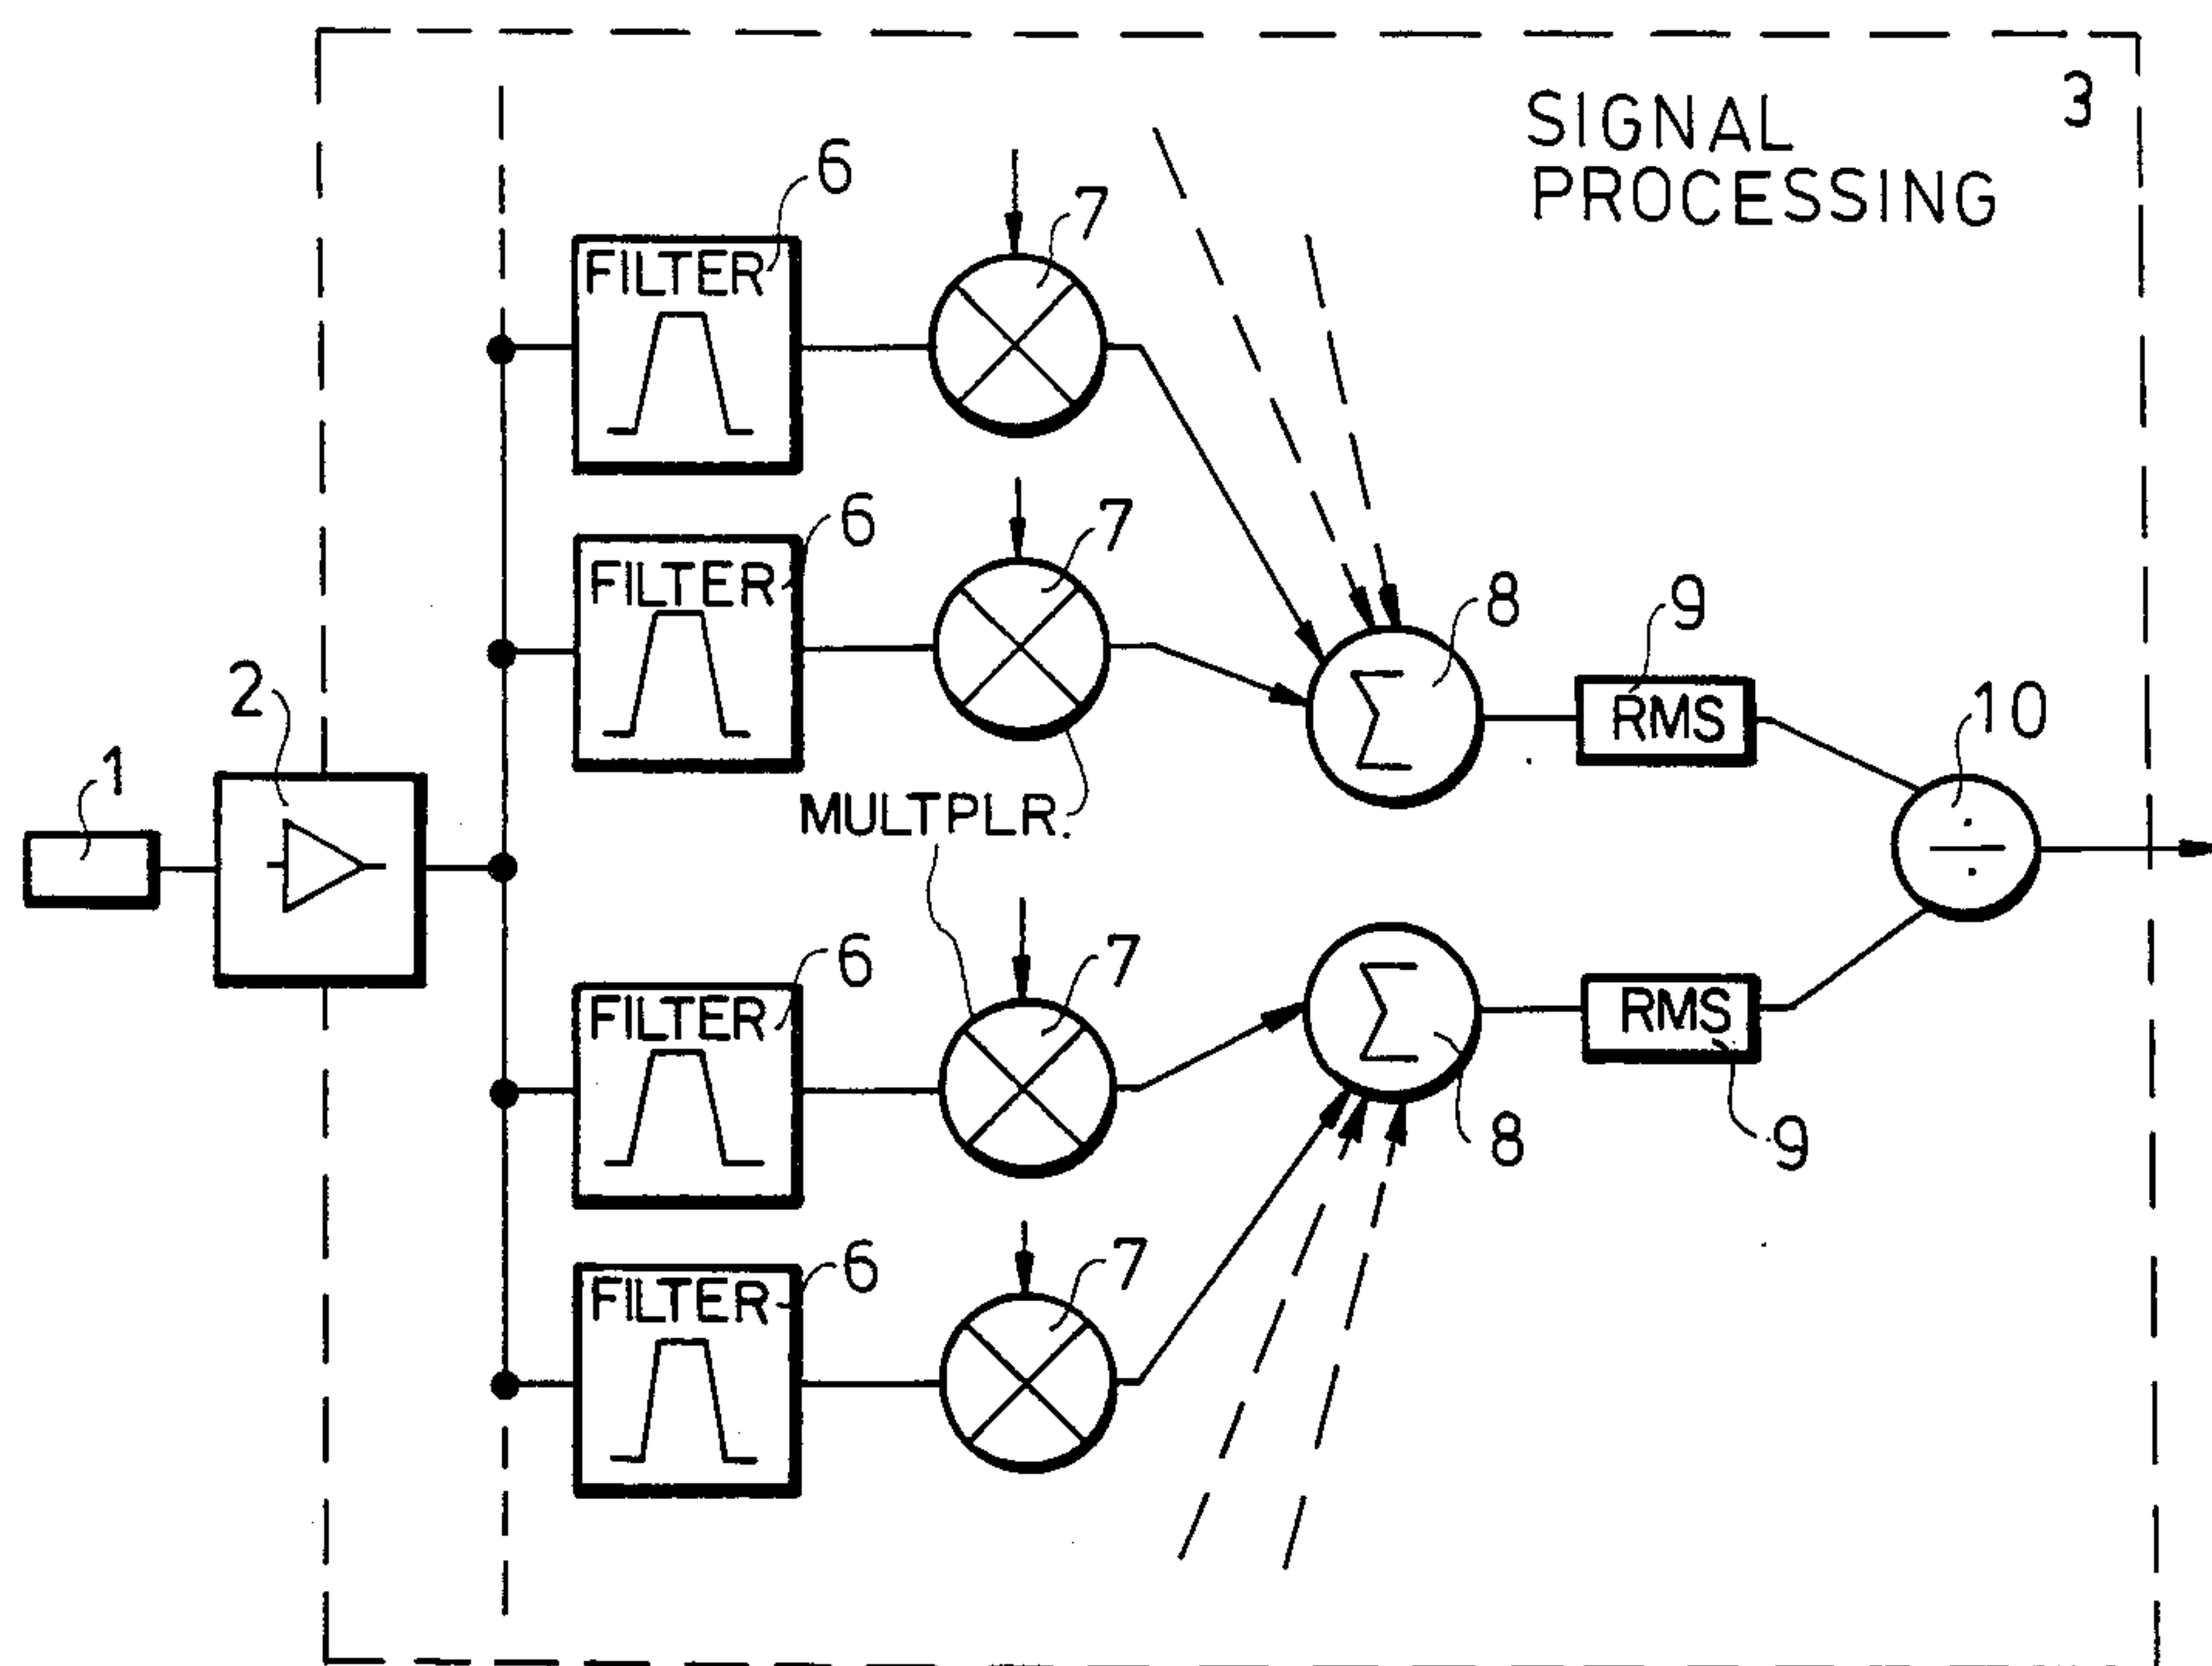 3
SIGNAL
PROCESSING
6
7
FILTER
6
7
FILTER
8
9
2
Σ
RMS
10
1
MULTPLR.
÷
6
7
FILTER
Σ
RMS
8
9
6
7
FILTER